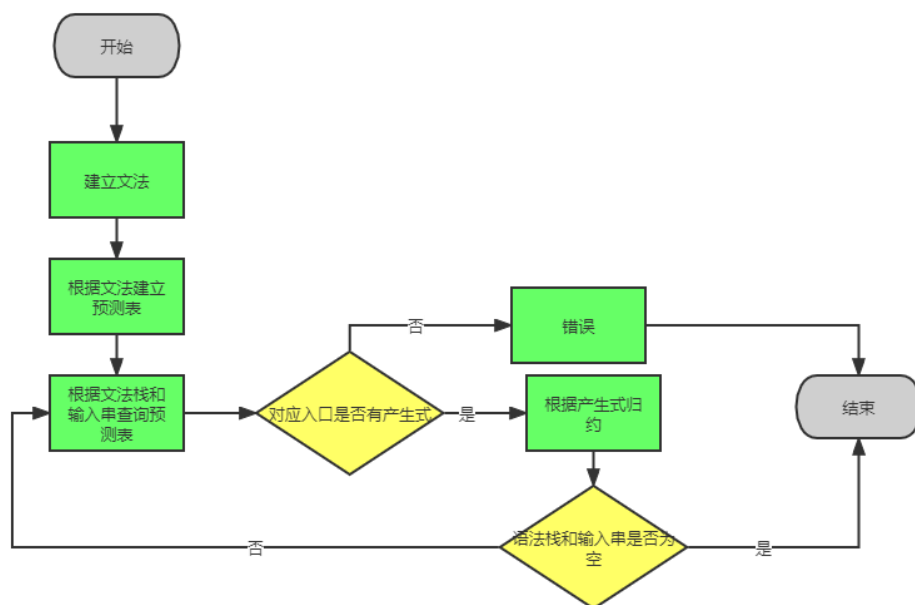 开始
建立文法
根据文法建立
预测表
否
错误
根据文法栈和
输入串查询预
测表
对应入口是否有产生式
是
根据产生式归
约
结束
语法栈和输入串是否为
空
否
是